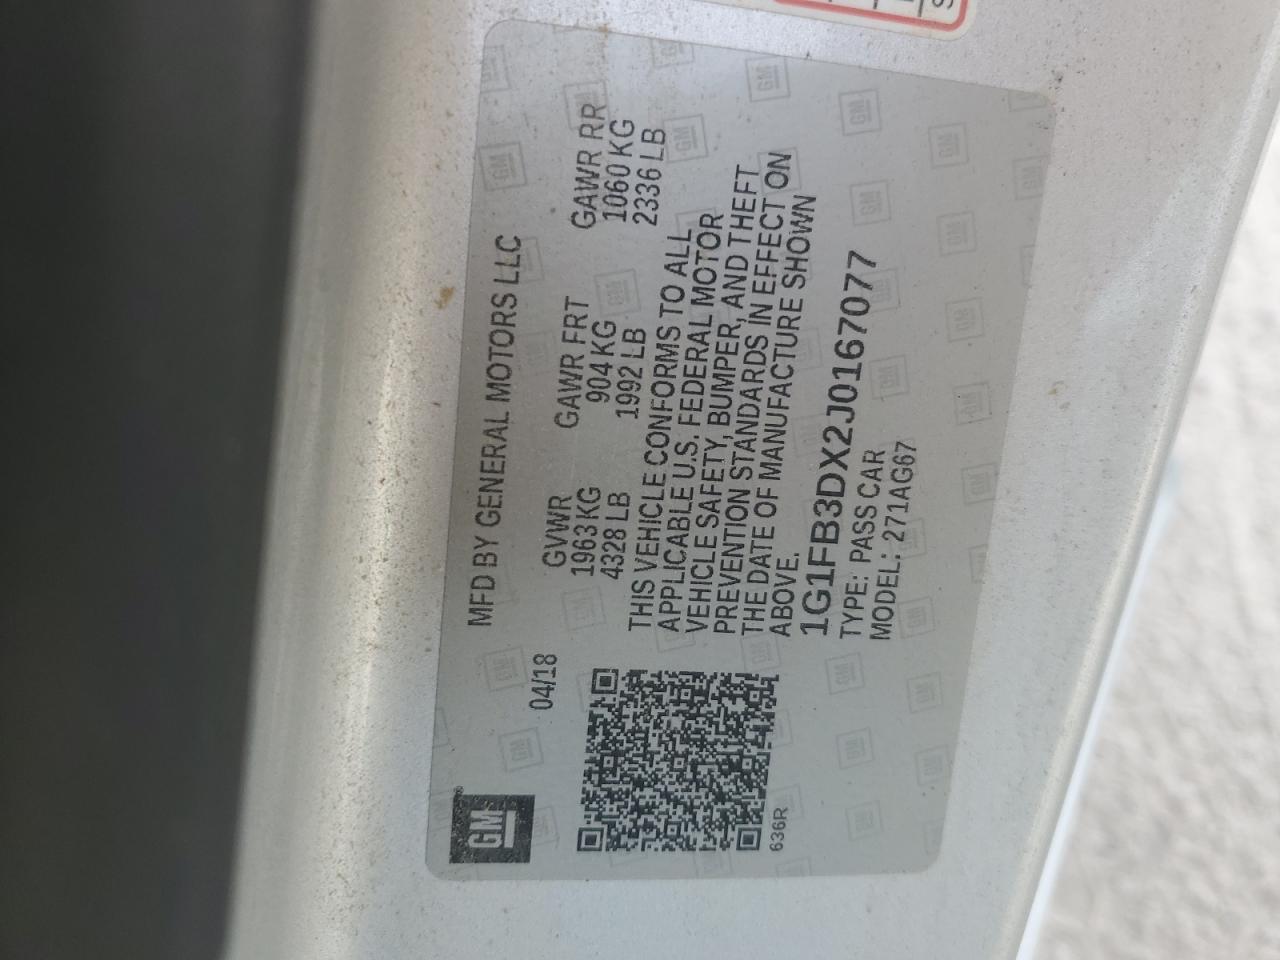 GM
MFD BY GENERAL MOTORS LLC
04/18
GVWR GAWR FRT GAWR RR
1963 KG 904 KG 1060 KG
4328 LB 1992 LB 2336 LB
THIS VEHICLE CONFORMS TO ALL
APPLICABLE U.S. FEDERAL MOTOR
VEHICLE SAFETY, BUMPER, AND THEFT
PREVENTION STANDARDS IN EFFECT ON
THE DATE OF MANUFACTURE SHOWN
ABOVE.
1G1FB3DX2J0167077
TYPE: PASS CAR
MODEL: 271AG67
636R